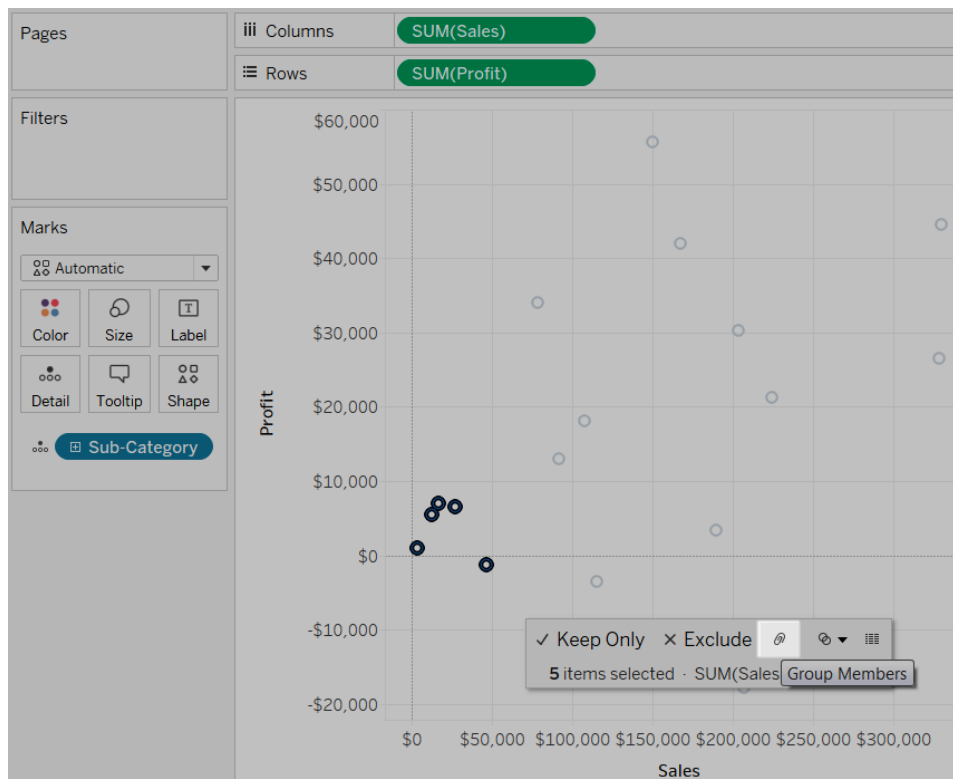 Pages
Columns
SUM(Sales)
Rows
SUM(Profit)
Filters
Marks
Automatic
Color
Size
Label
T
Detail
Tooltip
Shape
Sub-Category
Profit
$60,000
$50,000
$40,000
$30,000
$20,000
$10,000
$0
-$10,000
-$20,000
Keep Only
Exclude
5 items selected · SUM(Sales
Group Members
$0 $50,000 $100,000 $150,000 $200,000 $250,000 $300,000
Sales